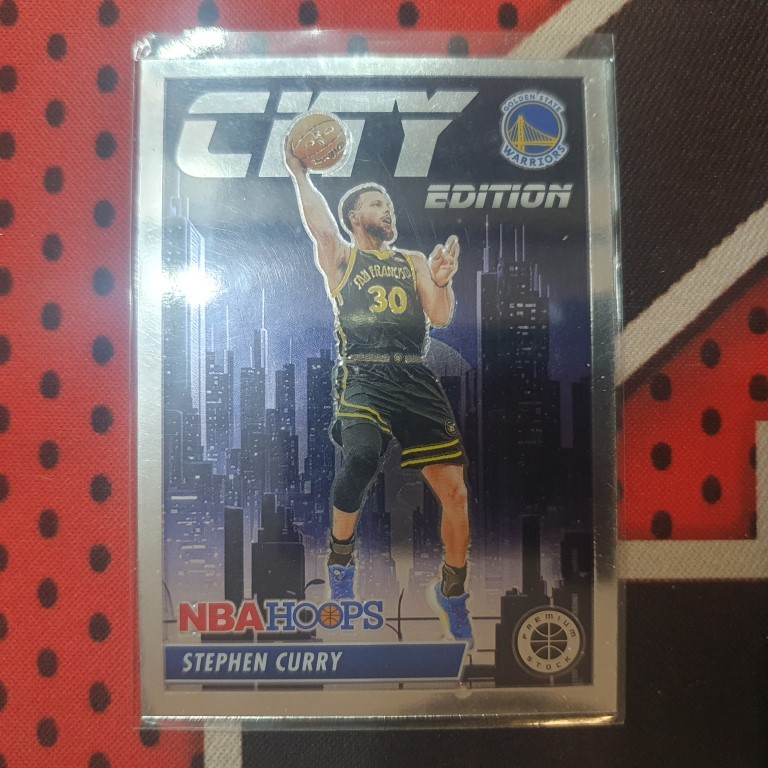 CITY
EDITION
GOLDEN STATE
WARRIORS
SAN FRANCISCO
30
NBA HOOPS
STEPHEN CURRY
PREMIUM
STOCK